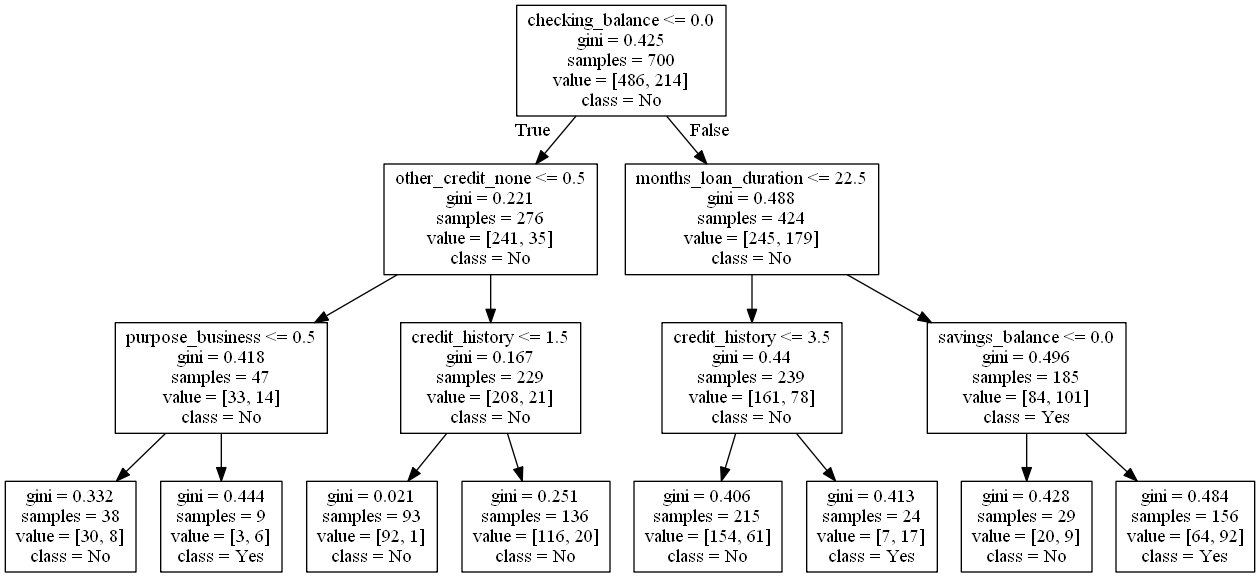 checking_balance <= 0.0
gini = 0.425
samples = 700
value = [486, 214]
class = No
True
False
other_credit_none <= 0.5
gini = 0.221
samples = 276
value = [241, 35]
class = No
months_loan_duration <= 22.5
gini = 0.488
samples = 424
value = [245, 179]
class = No
purpose_business <= 0.5
gini = 0.418
samples = 47
value = [33, 14]
class = No
credit_history <= 1.5
gini = 0.167
samples = 229
value = [208, 21]
class = No
credit_history <= 3.5
gini = 0.44
samples = 239
value = [161, 78]
class = No
savings_balance <= 0.0
gini = 0.496
samples = 185
value = [84, 101]
class = Yes
gini = 0.332
samples = 38
value = [30, 8]
class = No
gini = 0.444
samples = 9
value = [3, 6]
class = Yes
gini = 0.021
samples = 93
value = [92, 1]
class = No
gini = 0.251
samples = 136
value = [116, 20]
class = No
gini = 0.406
samples = 215
value = [154, 61]
class = No
gini = 0.413
samples = 24
value = [7, 17]
class = Yes
gini = 0.428
samples = 29
value = [20, 9]
class = No
gini = 0.484
samples = 156
value = [64, 92]
class = Yes